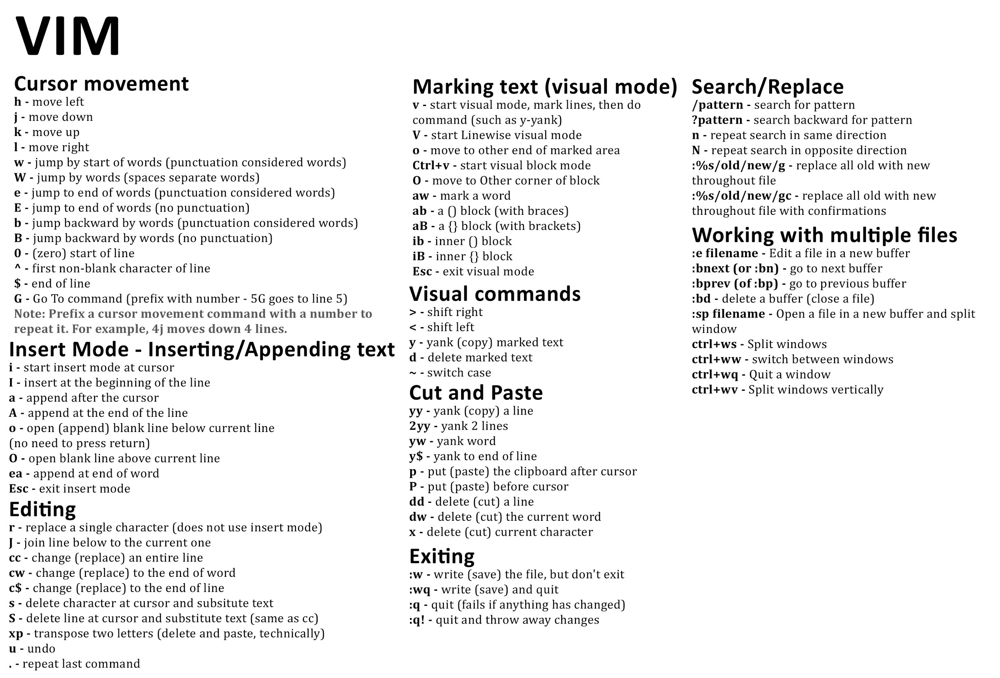 VIM
Cursor movement
h - move left
j - move down
k - move up
l - move right
w - jump by start of words (punctuation considered words)
W - jump by words (spaces separate words)
e - jump to end of words (punctuation considered words)
E - jump to end of words (no punctuation)
b - jump backward by words (punctuation considered words)
B - jump backward by words (no punctuation)
0 - (zero) start of line
^ - first non-blank character of line
$ - end of line
G - Go To command (prefix with number - 5G goes to line 5)
Note: Prefix a cursor movement command with a number to
repeat it. For example, 4j moves down 4 lines.
Insert Mode - Inserting/Appending text
i - start insert mode at cursor
I - insert at the beginning of the line
a - append after the cursor
A - append at the end of the line
o - open (append) blank line below current line
(no need to press return)
O - open blank line above current line
ea - append at end of word
Esc - exit insert mode
Editing
r - replace a single character (does not use insert mode)
J - join line below to the current one
cc - change (replace) an entire line
cw - change (replace) to the end of word
c$ - change (replace) to the end of line
s - delete character at cursor and subsitute text
S - delete line at cursor and substitute text (same as cc)
xp - transpose two letters (delete and paste, technically)
u - undo
. - repeat last command
Marking text (visual mode)
v - start visual mode, mark lines, then do
command (such as y-yank)
V - start Linewise visual mode
o - move to other end of marked area
Ctrl+v - start visual block mode
O - move to Other corner of block
aw - mark a word
ab - a () block (with braces)
aB - a {} block (with brackets)
ib - inner () block
iB - inner {} block
Esc - exit visual mode
Visual commands
> - shift right
< - shift left
y - yank (copy) marked text
d - delete marked text
~ - switch case
Cut and Paste
yy - yank (copy) a line
2yy - yank 2 lines
yw - yank word
y$ - yank to end of line
p - put (paste) the clipboard after cursor
P - put (paste) before cursor
dd - delete (cut) a line
dw - delete (cut) the current word
x - delete (cut) current character
Exiting
:w - write (save) the file, but don't exit
:wq - write (save) and quit
:q - quit (fails if anything has changed)
:q! - quit and throw away changes
Search/Replace
/pattern - search for pattern
?pattern - search backward for pattern
n - repeat search in same direction
N - repeat search in opposite direction
:%s/old/new/g - replace all old with new
throughout file
:%s/old/new/gc - replace all old with new
throughout file with confirmations
Working with multiple files
:e filename - Edit a file in a new buffer
:bnext (or :bn) - go to next buffer
:bprev (of :bp) - go to previous buffer
:bd - delete a buffer (close a file)
:sp filename - Open a file in a new buffer and split
window
ctrl+ws - Split windows
ctrl+ww - switch between windows
ctrl+wq - Quit a window
ctrl+wv - Split windows vertically